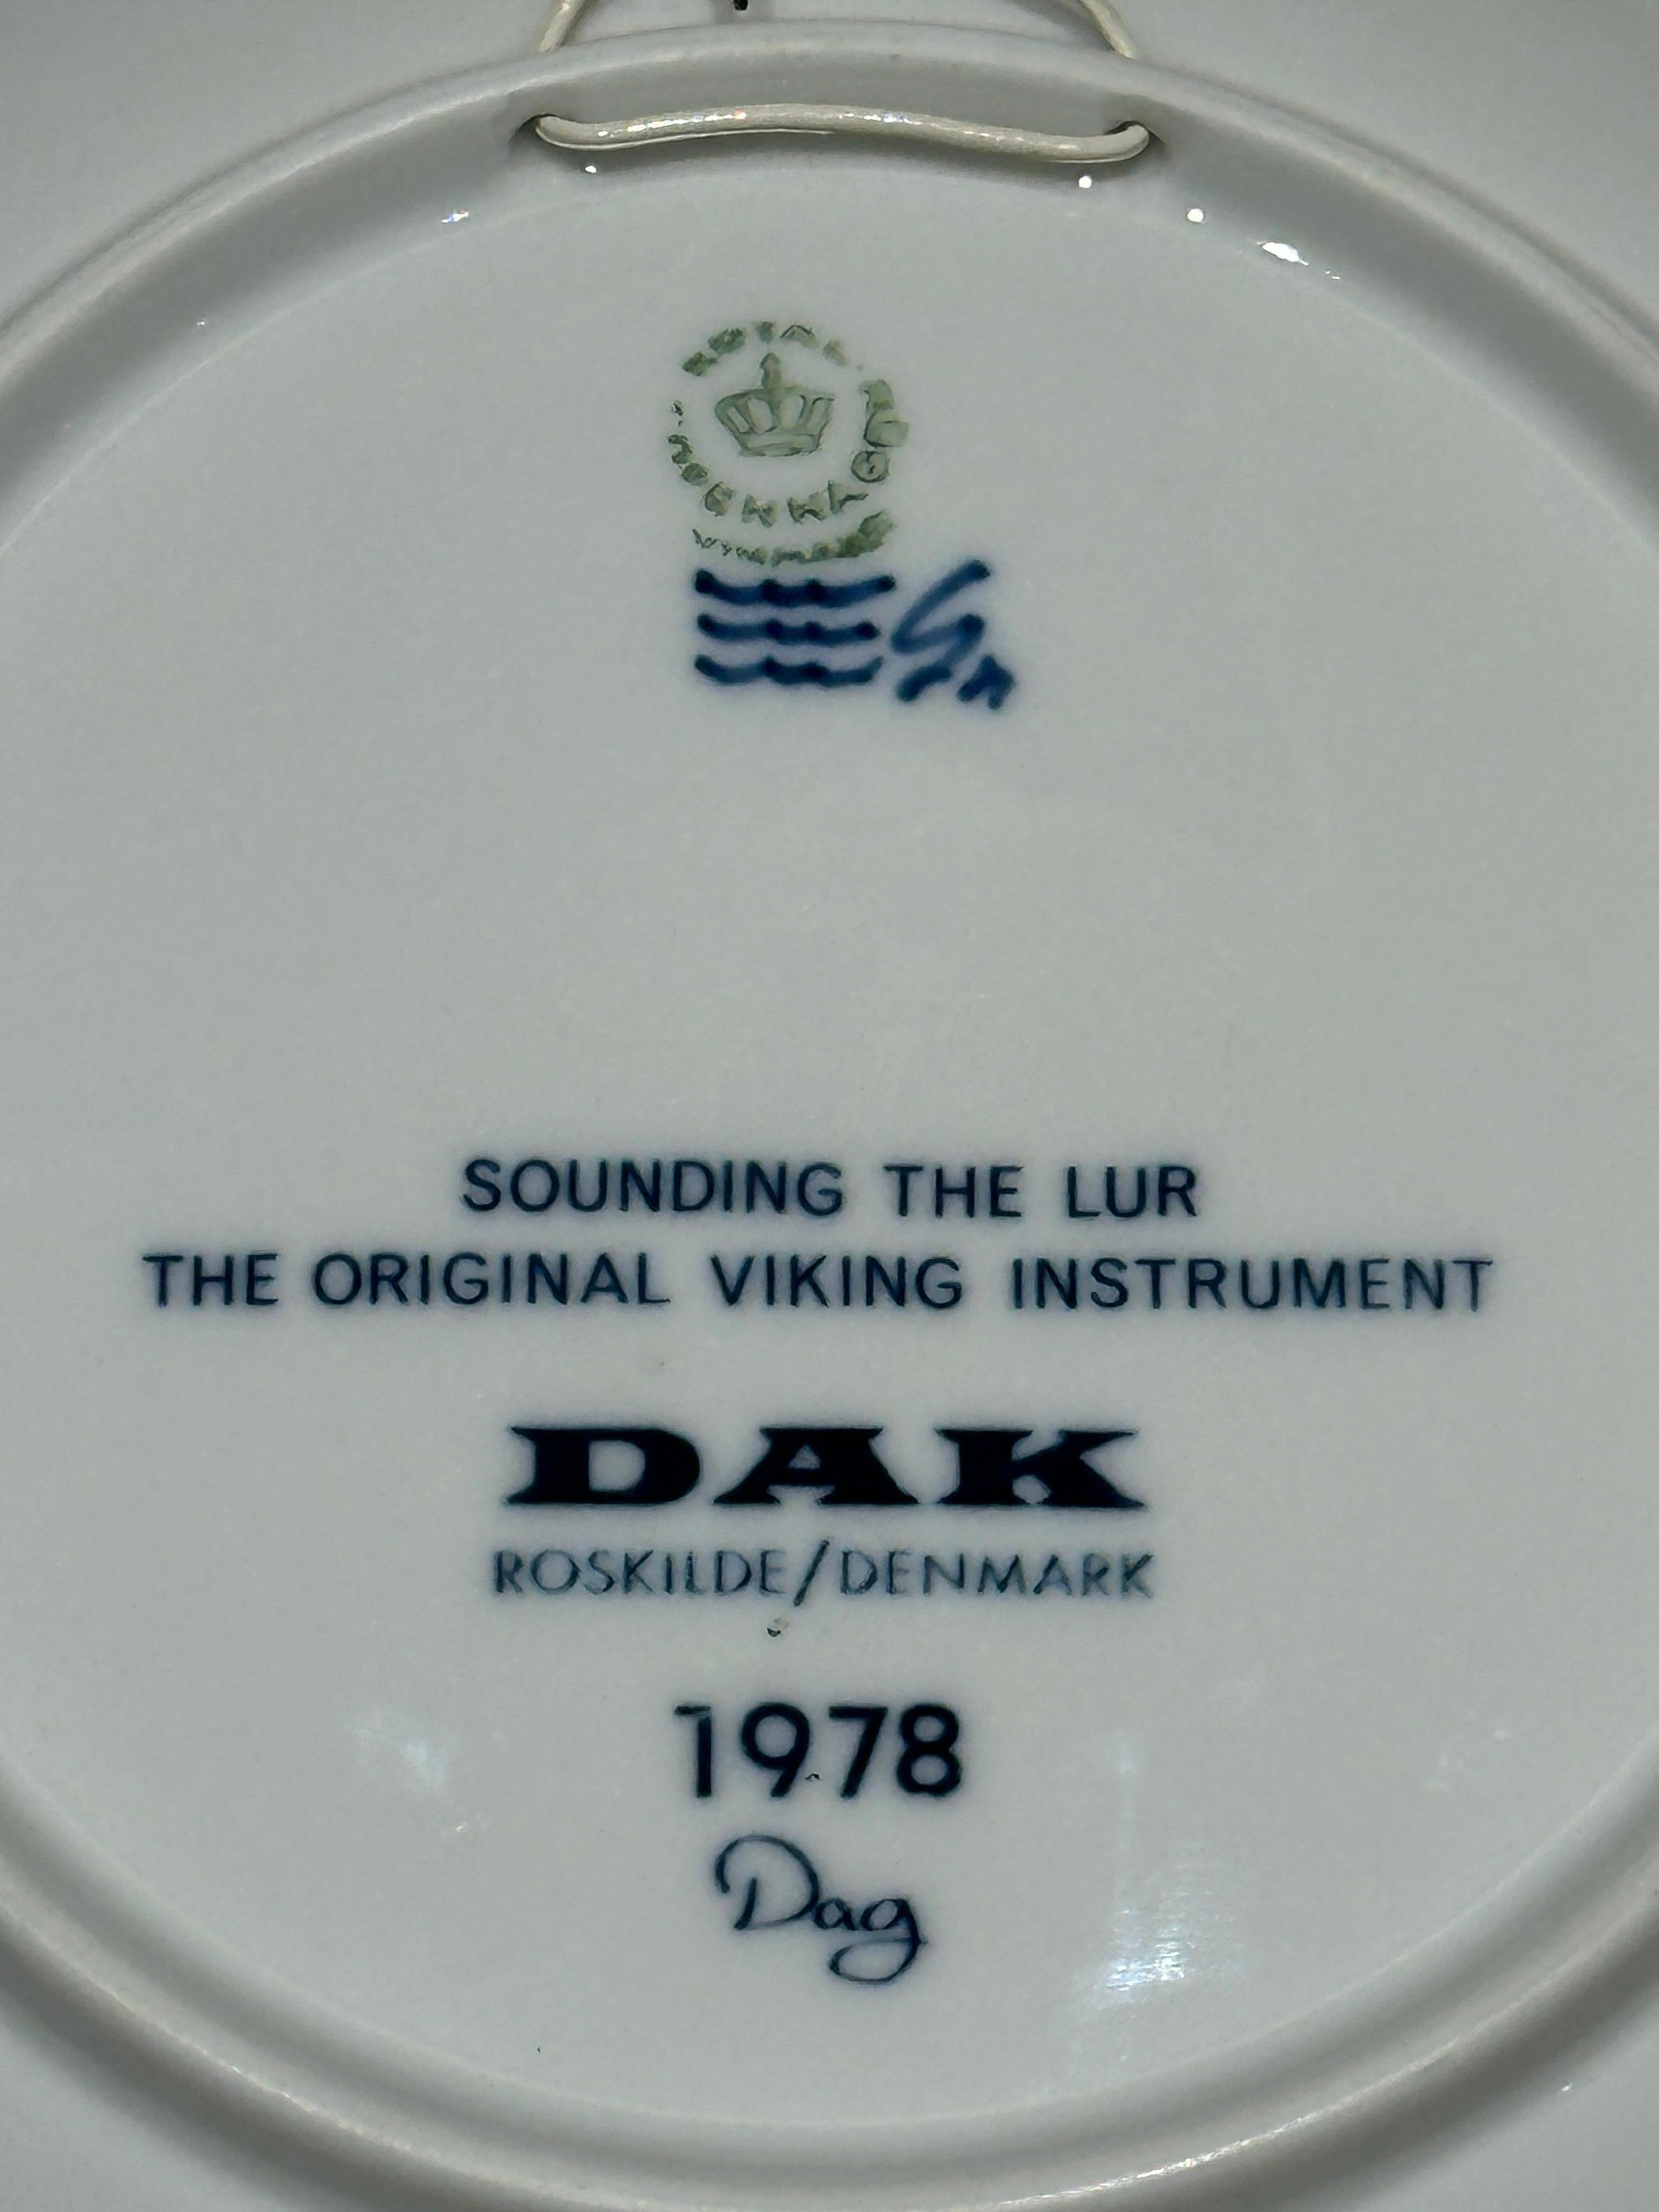 ROYAL
COPENHAGEN
DENMARK
SOUNDING THE LUR
THE ORIGINAL VIKING INSTRUMENT
DAK
ROSKILDE/DENMARK
1978
Dag